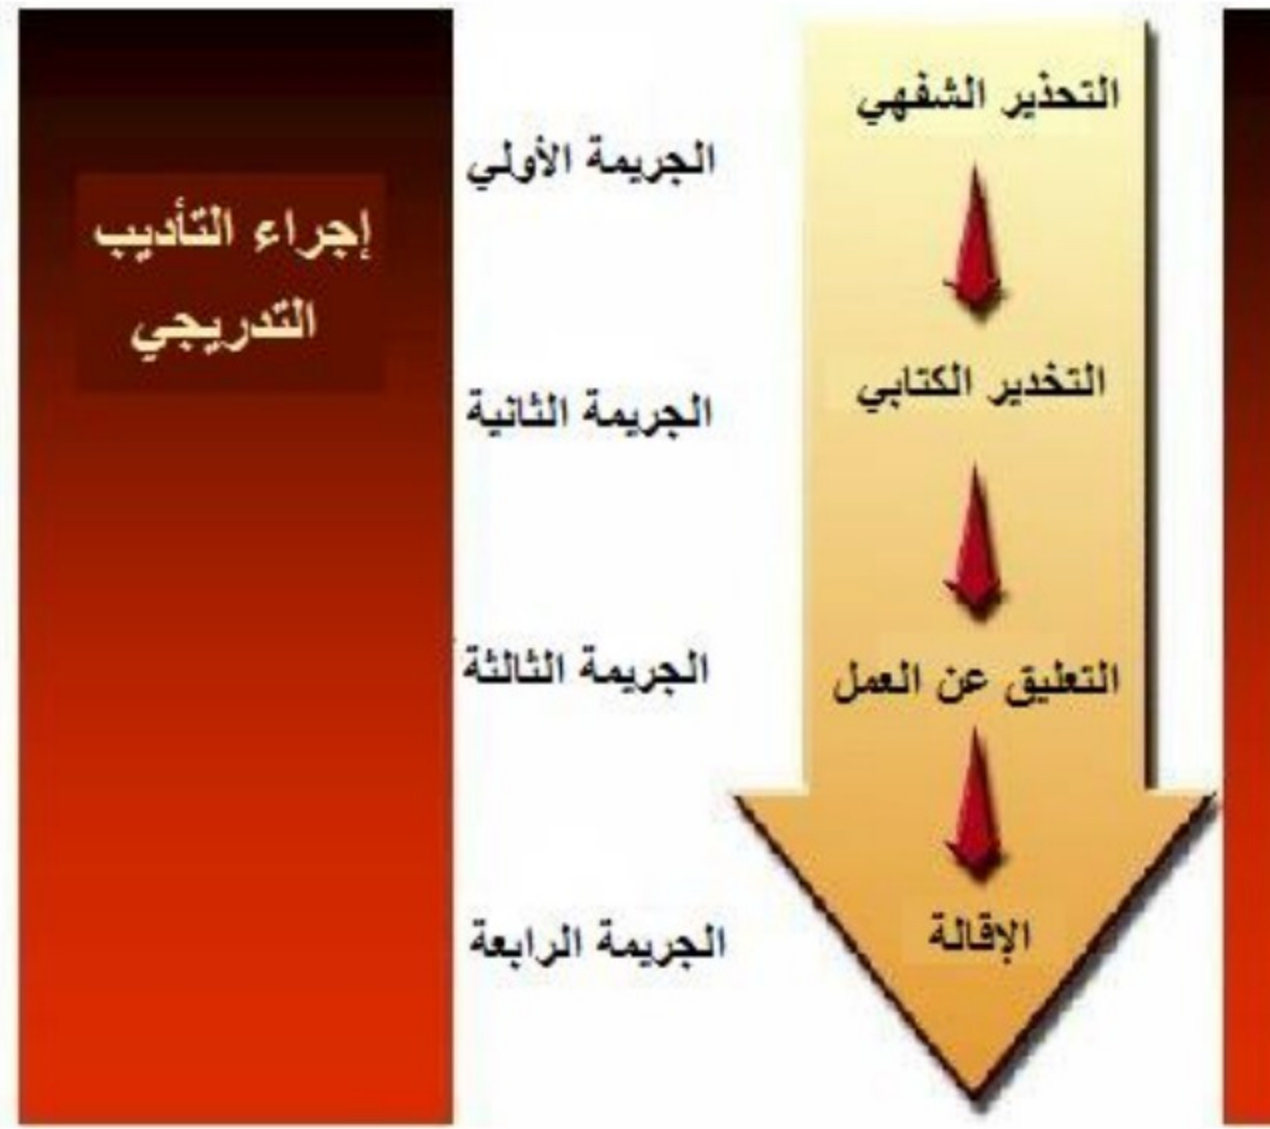 إجراء التأديب
التدريجي
التحذير الشفهي
الجريمة الأولي
التخدير الكتابي
الجريمة الثانية
التعليق عن العمل
الجريمة الثالثة
الإقالة
الجريمة الرابعة